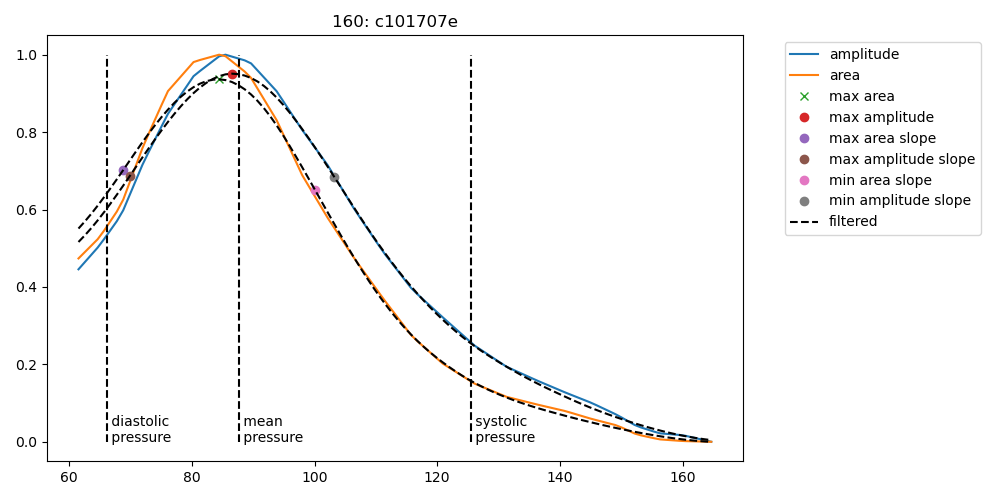 160: c101707e
1.0
0.8
0.6
0.4
0.2
0.0
60
80
100
120
140
160
diastolic
pressure
mean
pressure
systolic
pressure
amplitude
area
max area
max amplitude
max area slope
max amplitude slope
min area slope
min amplitude slope
filtered